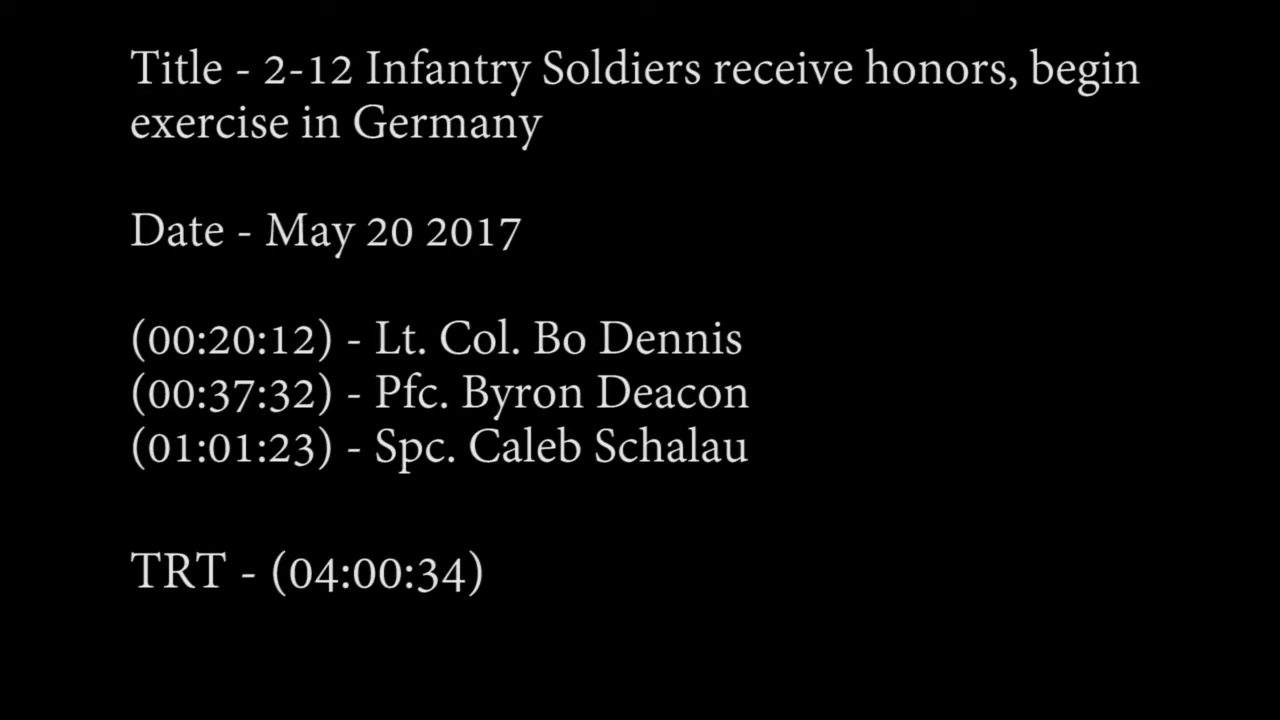 Title - 2-12 Infantry Soldiers receive honors, begin
exercise in Germany
Date - May 20 2017
(00:20:12) - Lt. Col. Bo Dennis
(00:37:32) - Pfc. Byron Deacon
(01:01:23) - Spc. Caleb Schalau
TRT - (04:00:34)